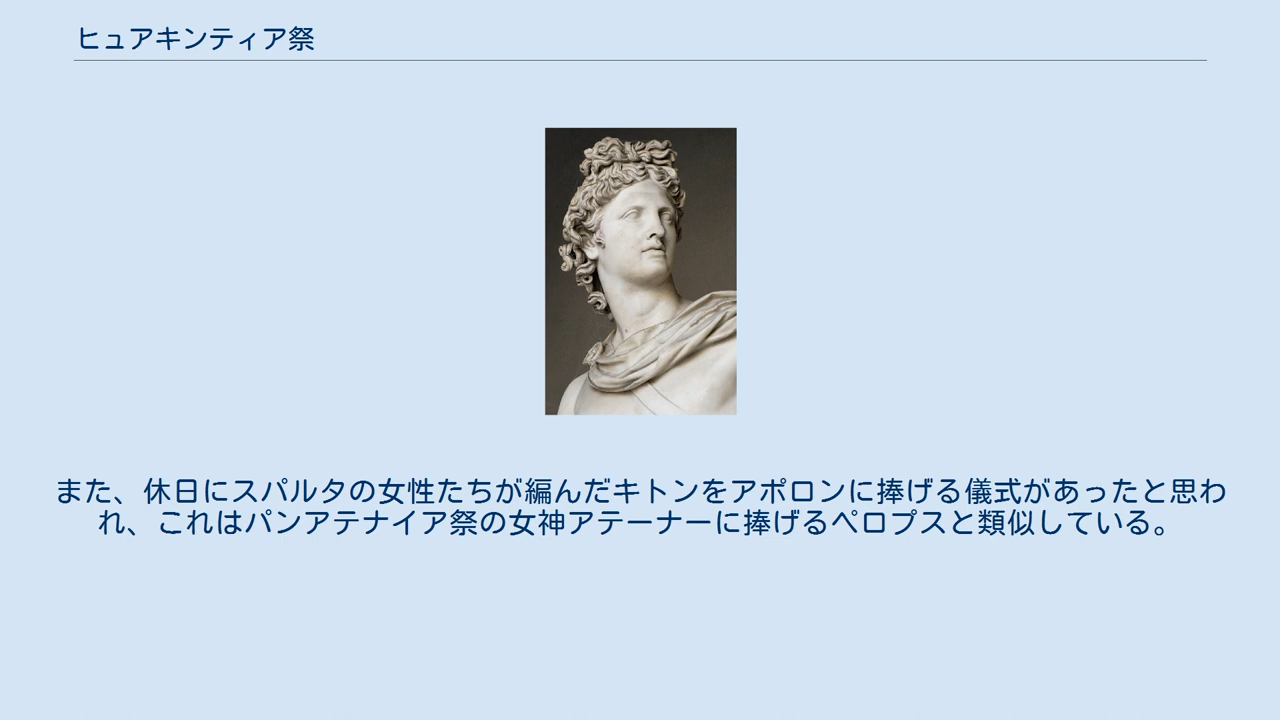 ヒュアキンティア祭
また、休日にスパルタの女性たちが編んだキトンをアポロンに捧げる儀式があったと思わ
れ、これはパンアテナイア祭の女神アテーナーに捧げるペロプスと類似している。